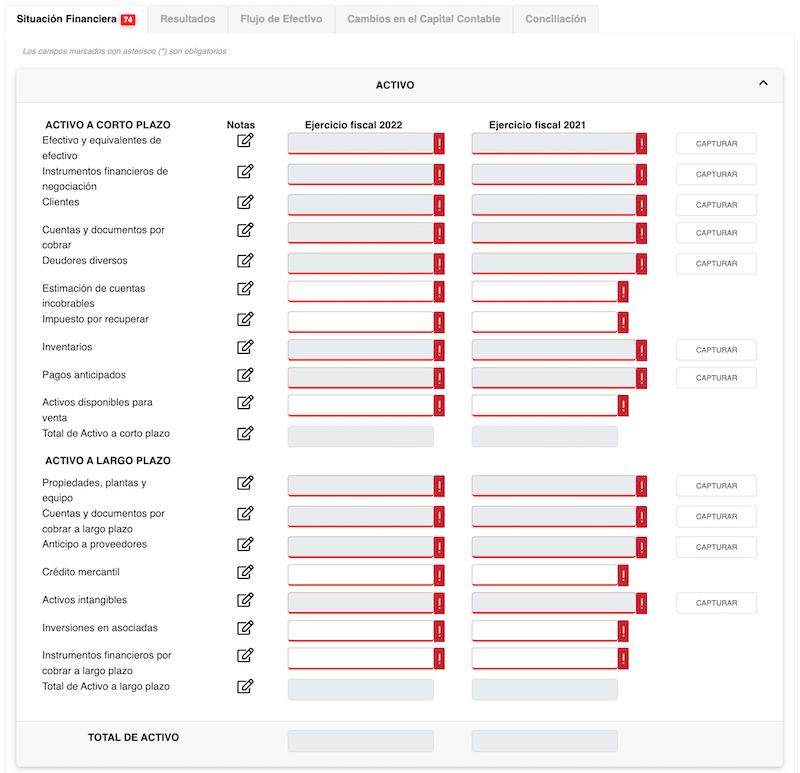 Situación Financiera 74 Resultados Flujo de Efectivo Cambios en el Capital Contable Conciliación
Los campos marcados con asterisco (*) son obligatorios
ACTIVO
ACTIVO A CORTO PLAZO Notas Ejercicio fiscal 2022 Ejercicio fiscal 2021
Efectivo y equivalentes de
efectivo
! ! CAPTURAR
Instrumentos financieros de
negociación
! ! CAPTURAR
Clientes ! ! CAPTURAR
Cuentas y documentos por
cobrar
! ! CAPTURAR
Deudores diversos ! ! CAPTURAR
Estimación de cuentas
incobrables
! !
Impuesto por recuperar ! !
Inventarios ! ! CAPTURAR
Pagos anticipados ! ! CAPTURAR
Activos disponibles para
venta
! !
Total de Activo a corto plazo
ACTIVO A LARGO PLAZO
Propiedades, plantas y
equipo
! ! CAPTURAR
Cuentas y documentos por
cobrar a largo plazo
! ! CAPTURAR
Anticipo a proveedores ! ! CAPTURAR
Crédito mercantil ! !
Activos intangibles ! ! CAPTURAR
Inversiones en asociadas ! !
Instrumentos financieros por
cobrar a largo plazo
! !
Total de Activo a largo plazo
TOTAL DE ACTIVO